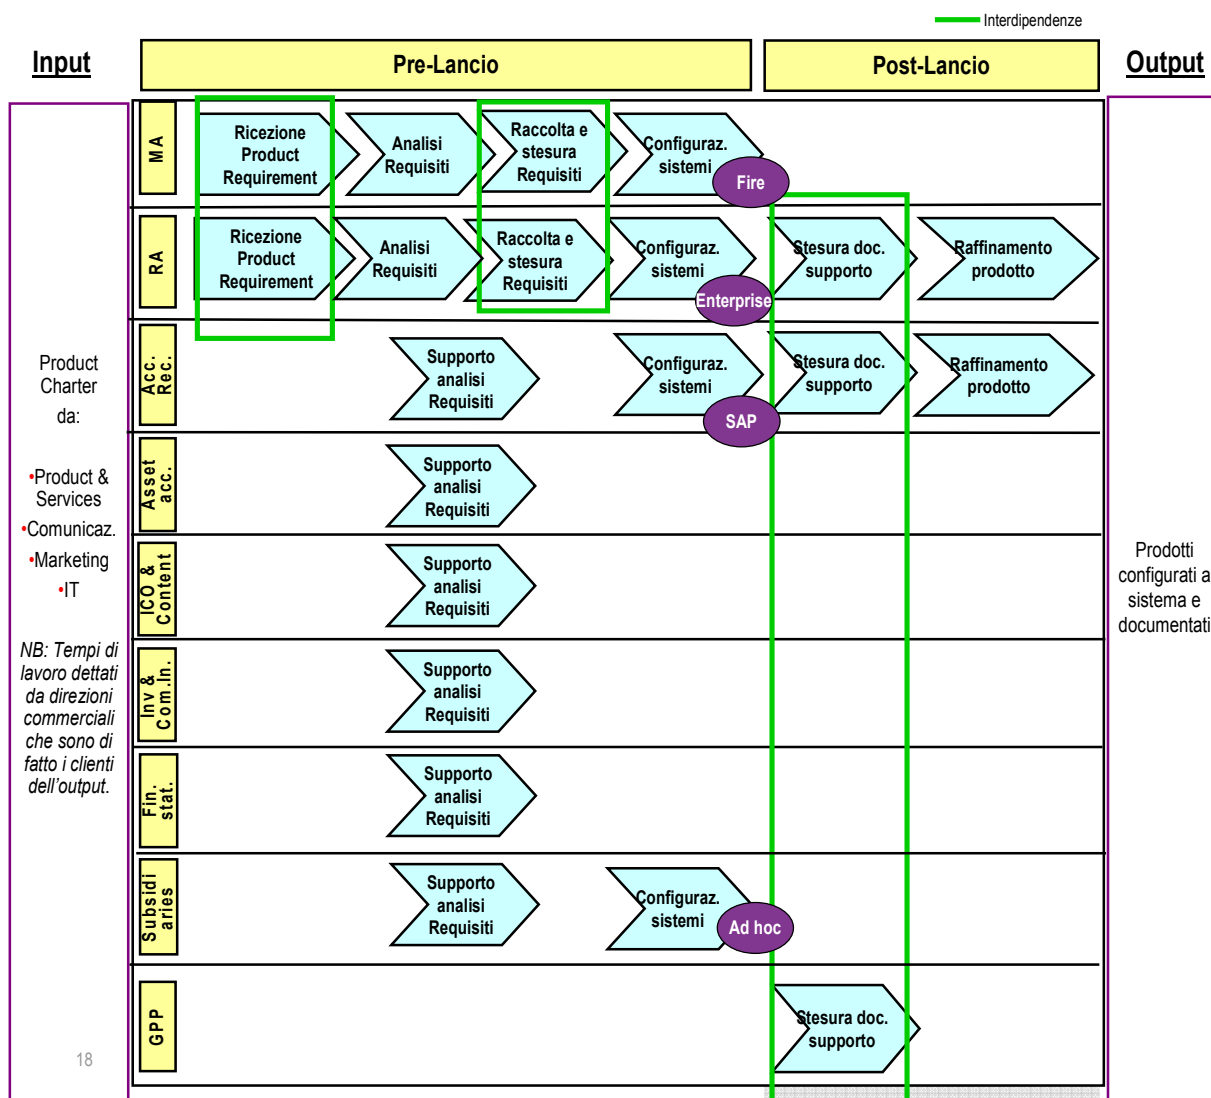 Interdipendenze
Input
Pre-Lancio
Post-Lancio
Output
MA
Ricezione
Product
Requirement
Analisi
Requisiti
Raccolta e
stesura
Requisiti
Configuraz.
sistemi
Fire
RA
Ricezione
Product
Requirement
Analisi
Requisiti
Raccolta e
stesura
Requisiti
Configuraz.
sistemi
Enterprise
Stesura doc.
supporto
Raffinamento
prodotto
Acc.
Rec.
Supporto
analisi
Requisiti
Configuraz.
sistemi
SAP
Stesura doc.
supporto
Raffinamento
prodotto
Asset
acc.
Supporto
analisi
Requisiti
ICO &
Content
Supporto
analisi
Requisiti
Inv &
Com.In.
Supporto
analisi
Requisiti
Fin.
stat.
Supporto
analisi
Requisiti
Subsidi
aries
Supporto
analisi
Requisiti
Configuraz.
sistemi
Ad hoc
GPP
Stesura doc.
supporto
Product
Charter
da:
•Product &
Services
•Comunicaz.
•Marketing
•IT
NB: Tempi di
lavoro dettati
da direzioni
commerciali
che sono di
fatto i clienti
dell’output.
Prodotti
configurati a
sistema e
documentati
18